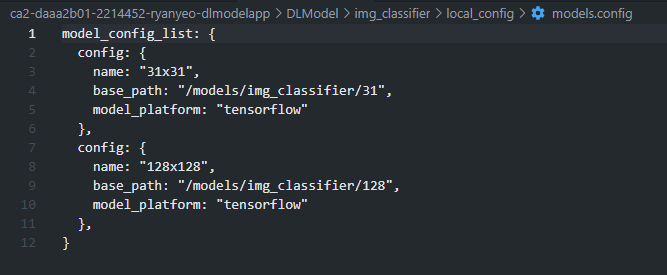 ca2-daaa2b01-2214452-ryanyeo-dlmodelapp > DLModel > img_classifier > local_config > models.config
1 model_config_list: {
2   config: {
3     name: "31x31",
4     base_path: "/models/img_classifier/31",
5     model_platform: "tensorflow"
6   },
7   config: {
8     name: "128x128",
9     base_path: "/models/img_classifier/128",
10     model_platform: "tensorflow"
11   },
12 }